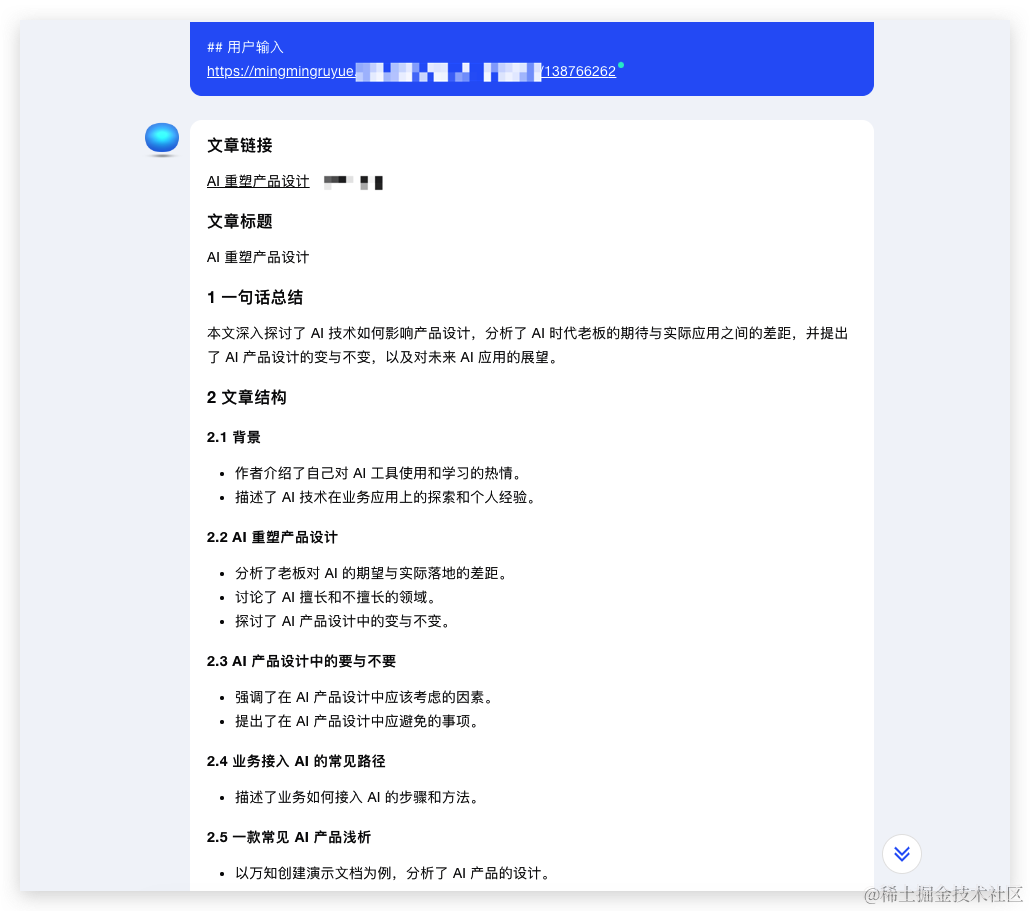 ## 用户输入
https://mingmingruyue. /138766262
文章链接
AI 重塑产品设计
文章标题
AI 重塑产品设计
1 一句话总结
本文深入探讨了 AI 技术如何影响产品设计，分析了 AI 时代老板的期待与实际应用之间的差距，并提出
了 AI 产品设计的变与不变，以及对未来 AI 应用的展望。
2 文章结构
2.1 背景
• 作者介绍了自己对 AI 工具使用和学习的热情。
• 描述了 AI 技术在业务应用上的探索和个人经验。
2.2 AI 重塑产品设计
• 分析了老板对 AI 的期望与实际落地的差距。
• 讨论了 AI 擅长和不擅长的领域。
• 探讨了 AI 产品设计中的变与不变。
2.3 AI 产品设计中的要与不要
• 强调了在 AI 产品设计中应该考虑的因素。
• 提出了在 AI 产品设计中应避免的事项。
2.4 业务接入 AI 的常见路径
• 描述了业务如何接入 AI 的步骤和方法。
2.5 一款常见 AI 产品浅析
• 以万知创建演示文档为例，分析了 AI 产品的设计。
@稀土掘金技术社区